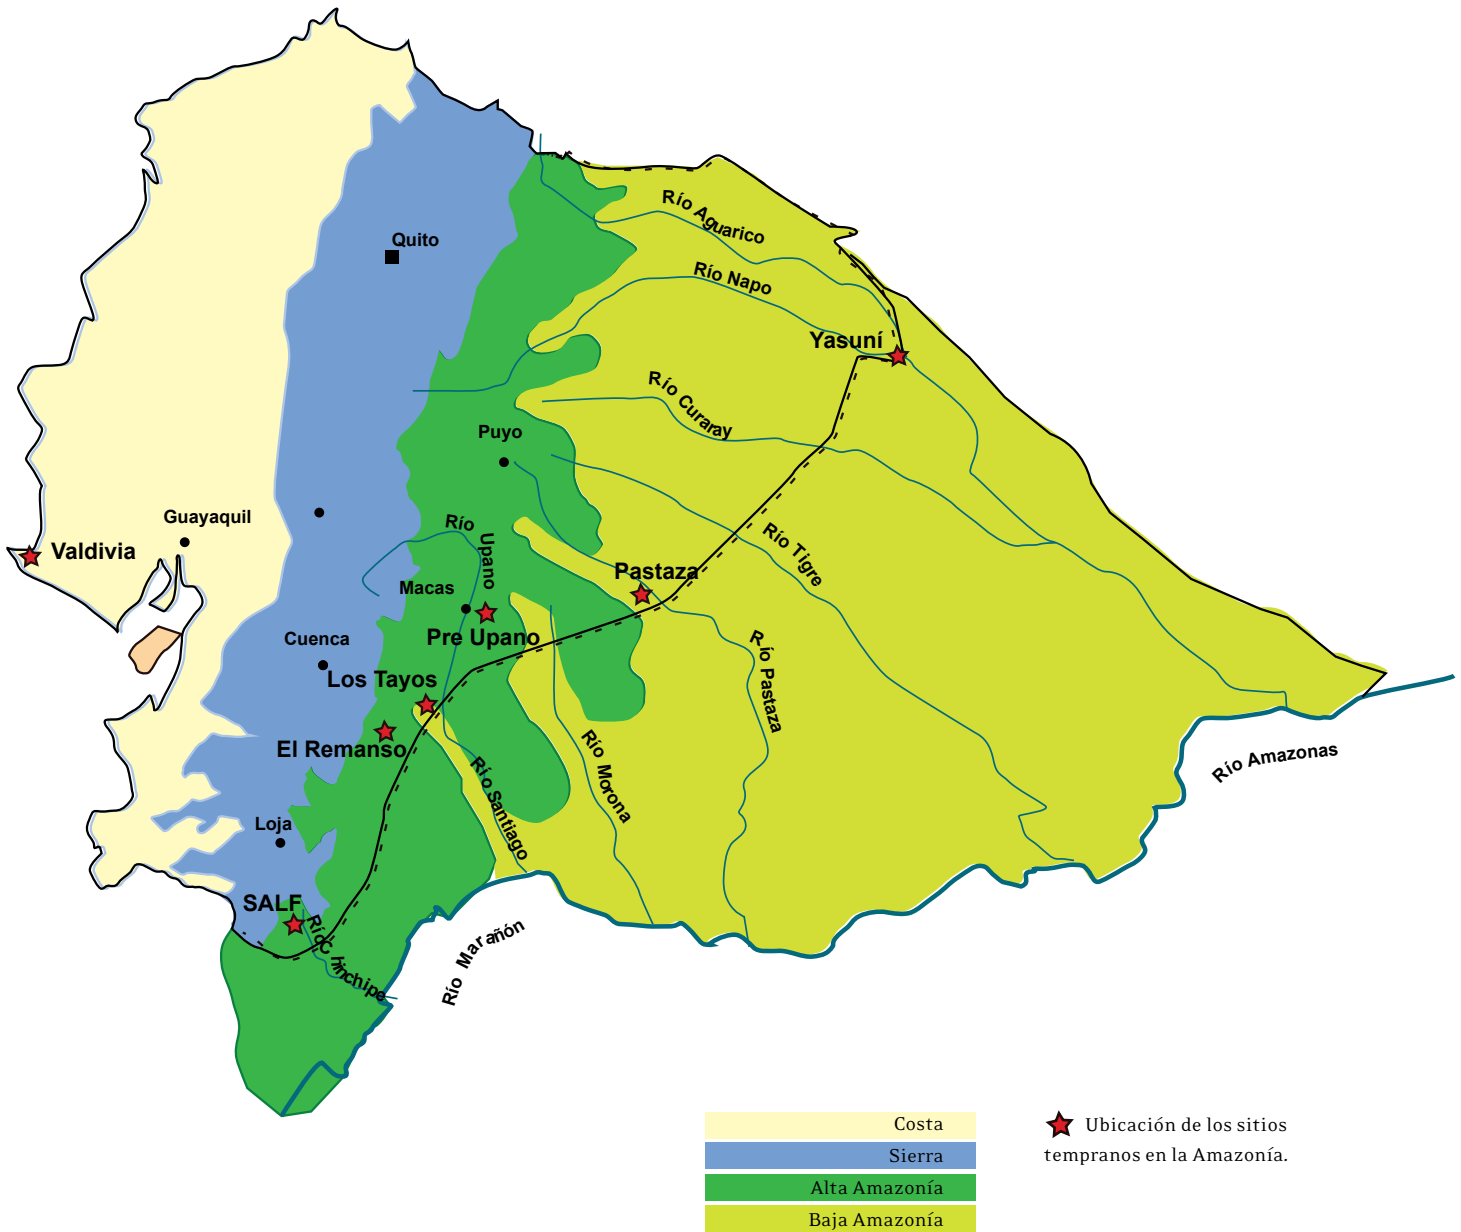 Río Aguarico
Quito
Río Napo
Yasuní
Río Curaray
Puyo
Guayaquil
Río Upano
Valdivia
Río Tigre
Pastaza
Macas
Pre Upano
Cuenca
Río Pastaza
Los Tayos
El Remanso
Río Morona
Río Amazonas
Río Santiago
Loja
SALF
Río Chinchipe
Río Marañón
Costa
Sierra
Alta Amazonía
Baja Amazonía
Ubicación de los sitios
tempranos en la Amazonía.